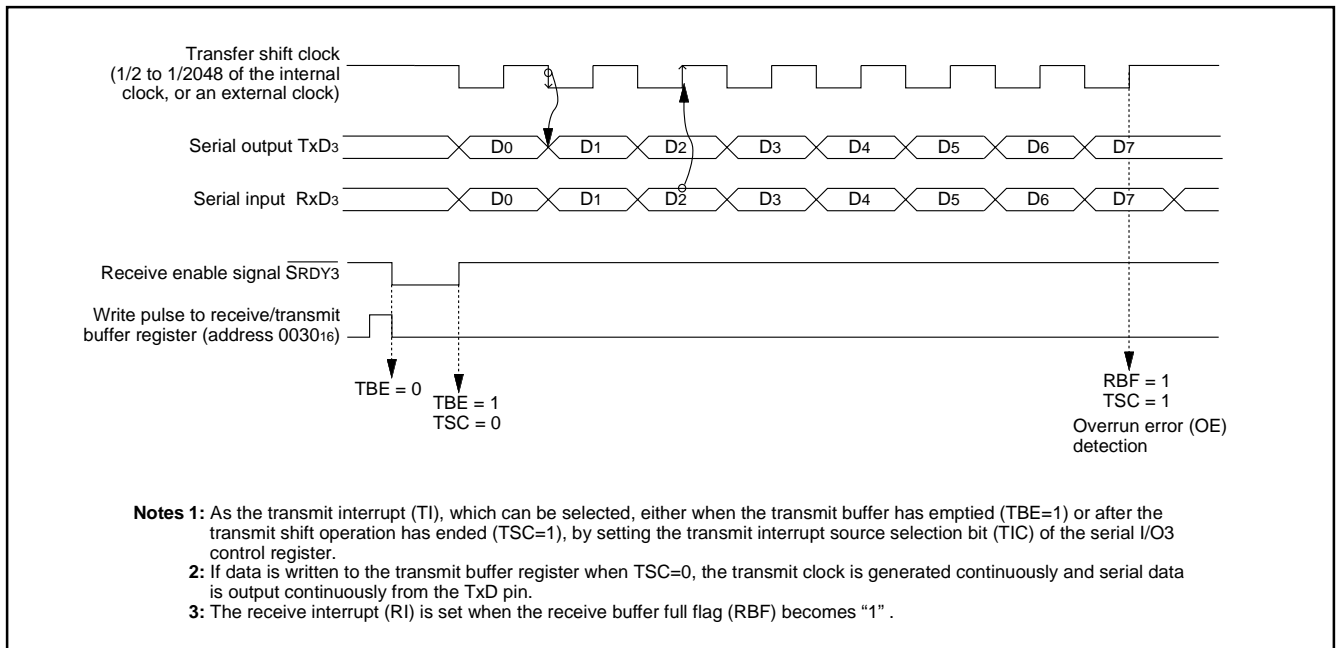 Transfer shift clock
(1/2 to 1/2048 of the internal
clock, or an external clock)
Serial output TxD3
D0 D1 D2 D3 D4 D5 D6 D7
Serial input RxD3
D0 D1 D2 D3 D4 D5 D6 D7
Receive enable signal SRDY3
Write pulse to receive/transmit
buffer register (address 003016)
TBE = 0
TBE = 1
TSC = 0
RBF = 1
TSC = 1
Overrun error (OE)
detection
Notes 1: As the transmit interrupt (TI), which can be selected, either when the transmit buffer has emptied (TBE=1) or after the
transmit shift operation has ended (TSC=1), by setting the transmit interrupt source selection bit (TIC) of the serial I/O3
control register.
2: If data is written to the transmit buffer register when TSC=0, the transmit clock is generated continuously and serial data
is output continuously from the TxD pin.
3: The receive interrupt (RI) is set when the receive buffer full flag (RBF) becomes “1” .